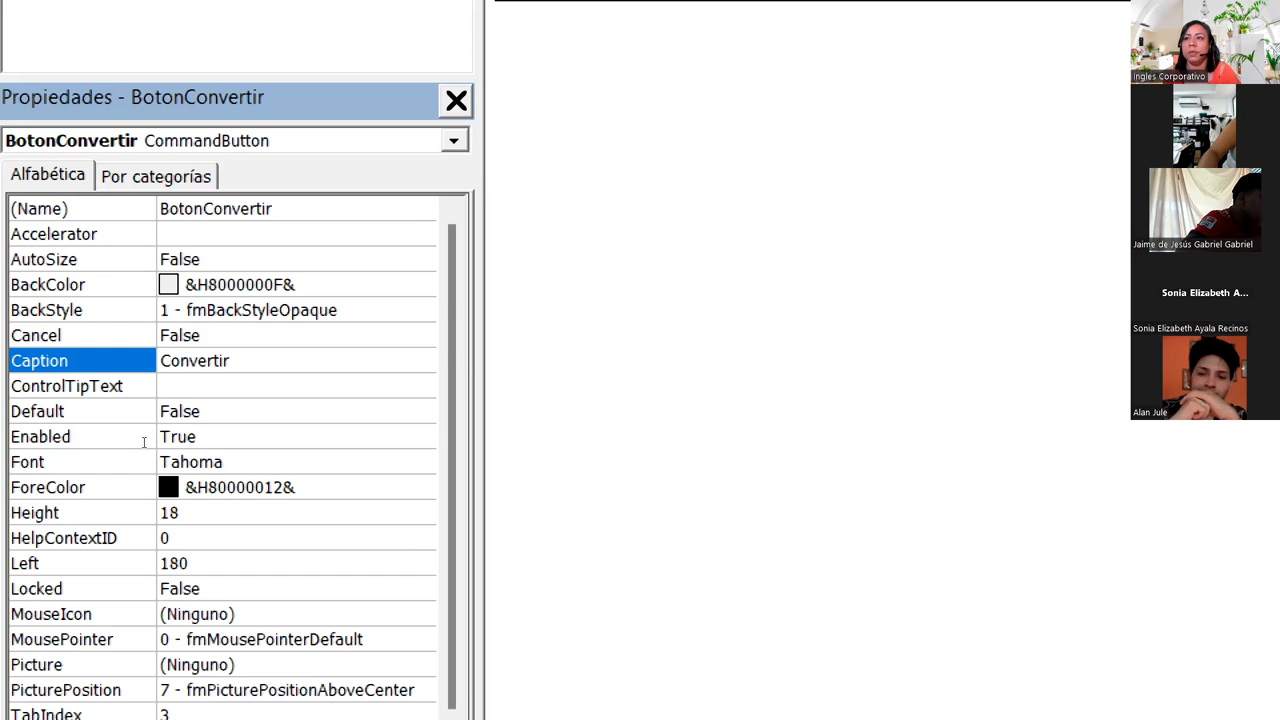 Propiedades - BotonConvertir
BotonConvertir CommandButton
Alfabética Por categorías
(Name) BotonConvertir
Accelerator
AutoSize False
BackColor &H8000000F&
BackStyle 1 - fmBackStyleOpaque
Cancel False
Caption Convertir
ControlTipText
Default False
Enabled True
Font Tahoma
ForeColor &H80000012&
Height 18
HelpContextID 0
Left 180
Locked False
MouseIcon (Ninguno)
MousePointer 0 - fmMousePointerDefault
Picture (Ninguno)
PicturePosition 7 - fmPicturePositionAboveCenter
TabIndex 3
Ingles Corporativo
Jaime de Jesús Gabriel Gabriel
Sonia Elizabeth A...
Sonia Elizabeth Ayala Recinos
Alan Jule